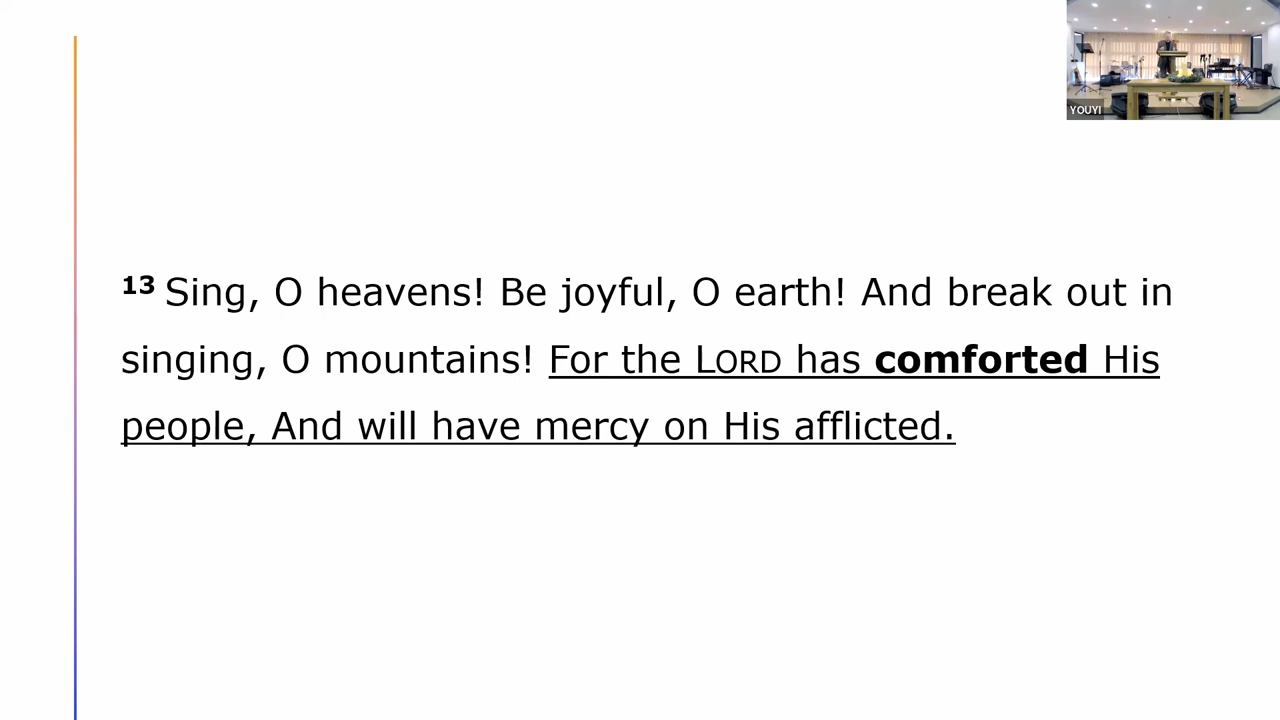 YOUYI
13 Sing, O heavens! Be joyful, O earth! And break out in
singing, O mountains! For the LORD has comforted His
people, And will have mercy on His afflicted.